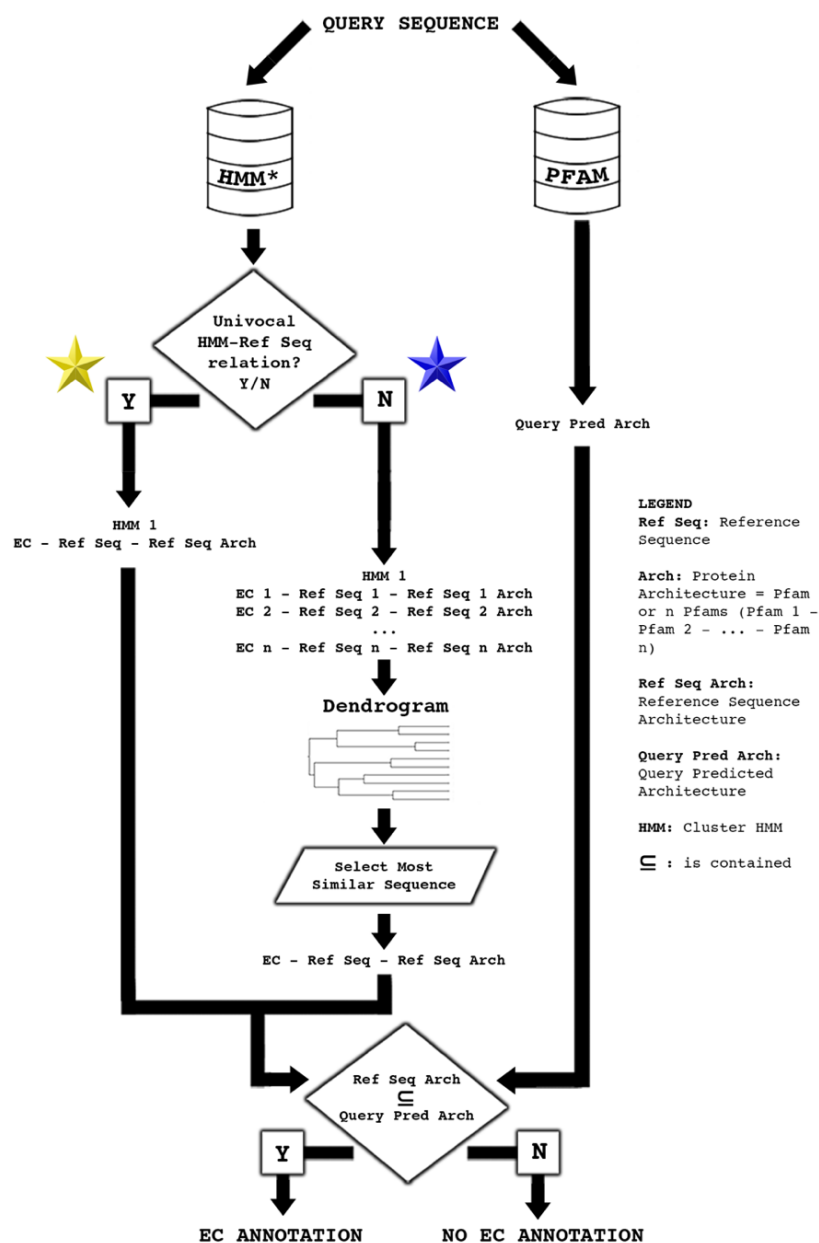 QUERY SEQUENCE
HMM*
PFAM
Univocal
HMM-Ref Seq
relation?
Y/N
Y
N
Query Pred Arch
HMM 1
EC - Ref Seq - Ref Seq Arch
HMM 1
EC 1 - Ref Seq 1 - Ref Seq 1 Arch
EC 2 - Ref Seq 2 - Ref Seq 2 Arch
...
EC n - Ref Seq n - Ref Seq n Arch
Dendrogram
Select Most
Similar Sequence
EC - Ref Seq - Ref Seq Arch
Ref Seq Arch
⊆
Query Pred Arch
Y
N
EC ANNOTATION
NO EC ANNOTATION
LEGEND
Ref Seq: Reference
Sequence
Arch: Protein
Architecture = Pfam
or n Pfams (Pfam 1 -
Pfam 2 - ... - Pfam
n)
Ref Seq Arch:
Reference Sequence
Architecture
Query Pred Arch:
Query Predicted
Architecture
HMM: Cluster HMM
⊆ : is contained